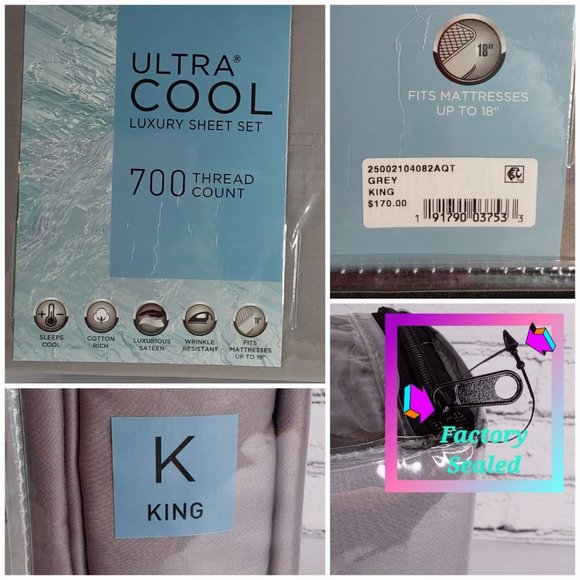 ULTRA®
COOL
LUXURY SHEET SET
700 THREAD
COUNT
SLEEPS
COOL
COTTON
RICH
LUXURIOUS
SATEEN
WRINKLE
RESISTANT
18"
FITS
MATTRESSES
UP TO 18"
18"
FITS MATTRESSES
UP TO 18"
25002104082AQT
GREY
KING
$170.00
1 91790 03753 3
K
KING
Factory
Sealed